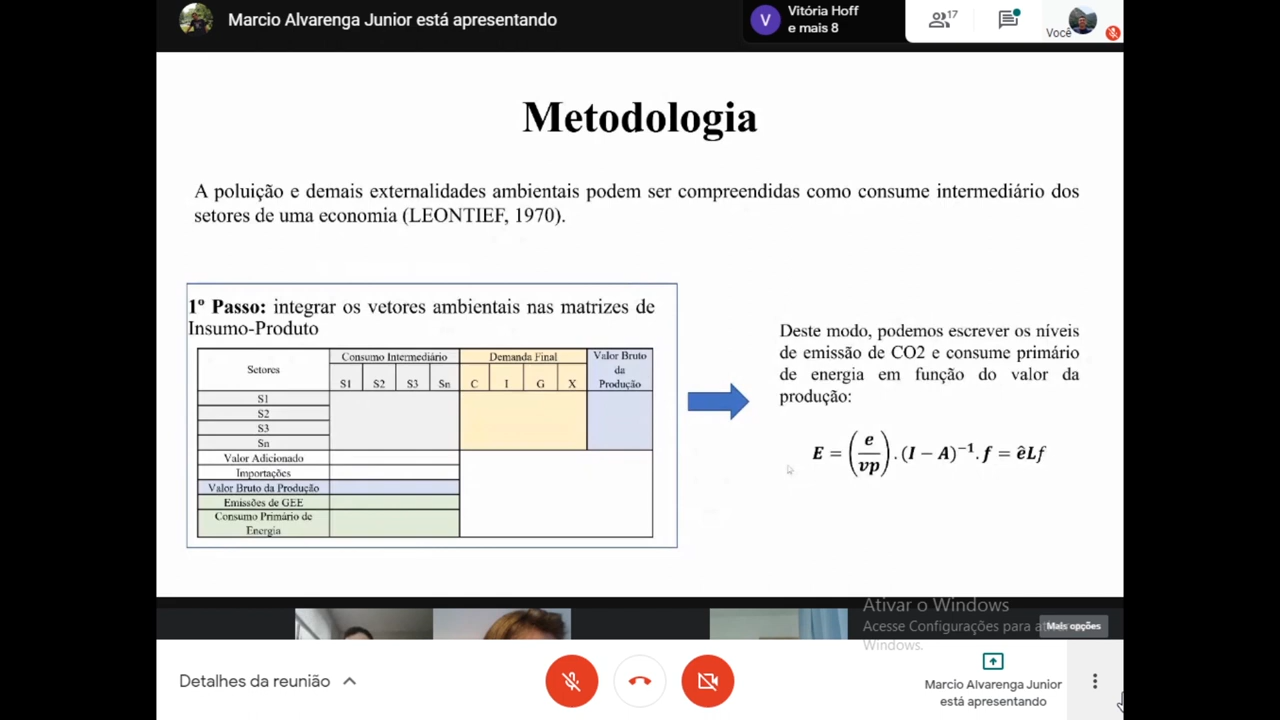 Marcio Alvarenga Junior está apresentando
V
Vitória Hoff
e mais 8
17
Você
Metodologia
A poluição e demais externalidades ambientais podem ser compreendidas como consume intermediário dos
setores de uma economia (LEONTIEF, 1970).
1º Passo: integrar os vetores ambientais nas matrizes de
Insumo-Produto
Setores
Consumo Intermediário
Demanda Final
Valor Bruto
da
Produção
S1 S2 S3 Sn C I G X
S1
S2
S3
Sn
Valor Adicionado
Importações
Valor Bruto da Produção
Emissões de GEE
Consumo Primário de
Energia
Deste modo, podemos escrever os níveis
de emissão de CO2 e consume primário
de energia em função do valor da
produção:
E = (e/vp) . (I − A)⁻¹. f = êLf
Ativar o Windows
Acesse Configurações para
Windows.
Mais opções
Detalhes da reunião
Marcio Alvarenga Junior
está apresentando